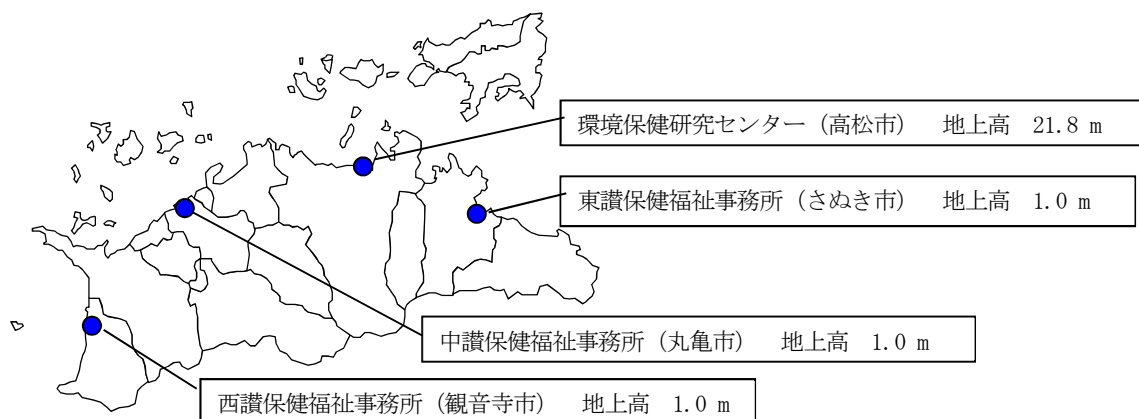 環境保健研究センター（高松市）　地上高　21.8 m
東讃保健福祉事務所（さぬき市）　地上高　1.0 m
中讃保健福祉事務所（丸亀市）　地上高　1.0 m
西讃保健福祉事務所（観音寺市）　地上高　1.0 m